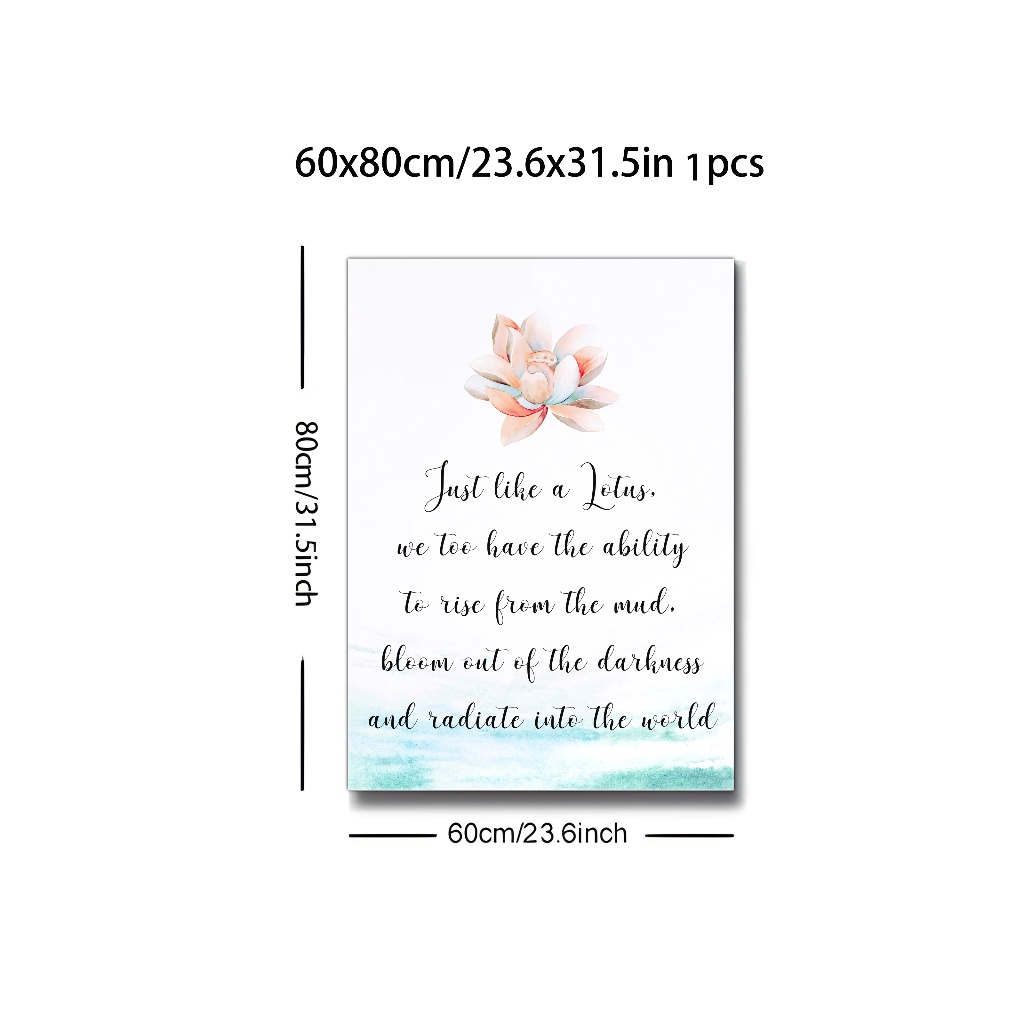 60x80cm/23.6x31.5in 1pcs
80cm/31.5inch
Just like a Lotus,
we too have the ability
to rise from the mud,
bloom out of the darkness
and radiate into the world
60cm/23.6inch